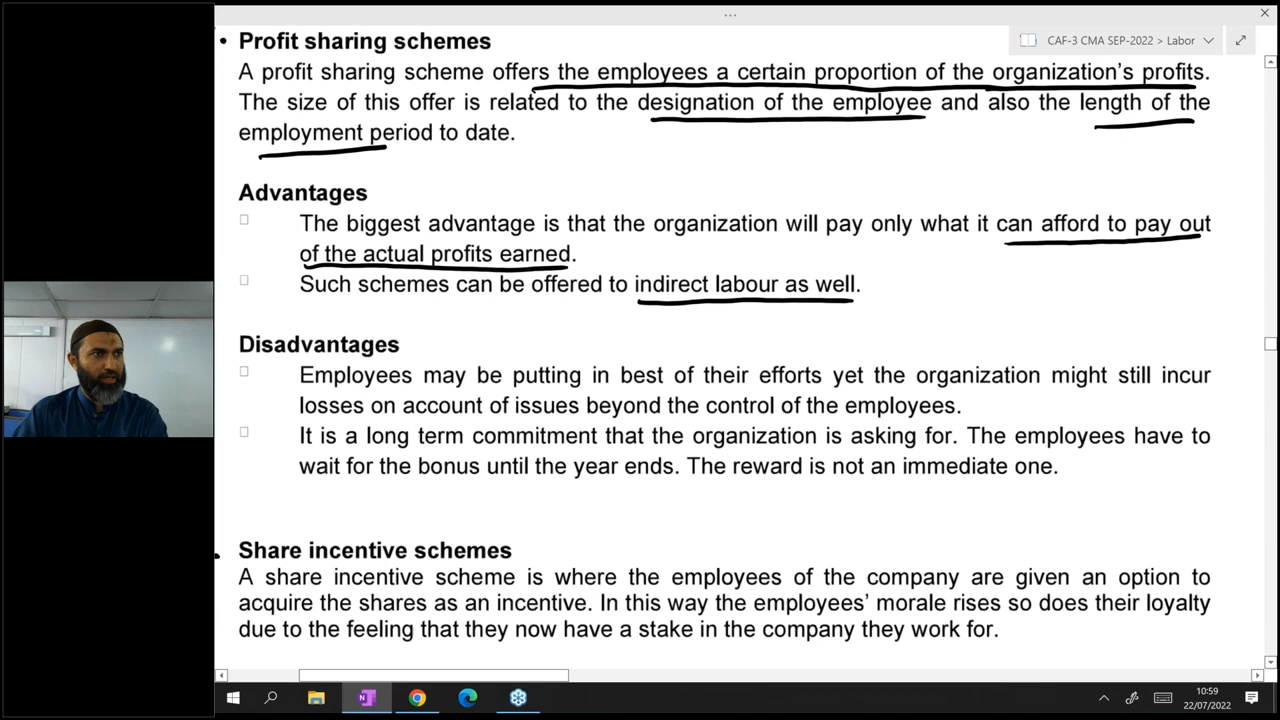 CAF-3 CMA SEP-2022 > Labor
• Profit sharing schemes
A profit sharing scheme offers the employees a certain proportion of the organization's profits.
The size of this offer is related to the designation of the employee and also the length of the
employment period to date.
Advantages
The biggest advantage is that the organization will pay only what it can afford to pay out
of the actual profits earned.
Such schemes can be offered to indirect labour as well.
Disadvantages
Employees may be putting in best of their efforts yet the organization might still incur
losses on account of issues beyond the control of the employees.
It is a long term commitment that the organization is asking for. The employees have to
wait for the bonus until the year ends. The reward is not an immediate one.
• Share incentive schemes
A share incentive scheme is where the employees of the company are given an option to
acquire the shares as an incentive. In this way the employees' morale rises so does their loyalty
due to the feeling that they now have a stake in the company they work for.
10:59
22/07/2022